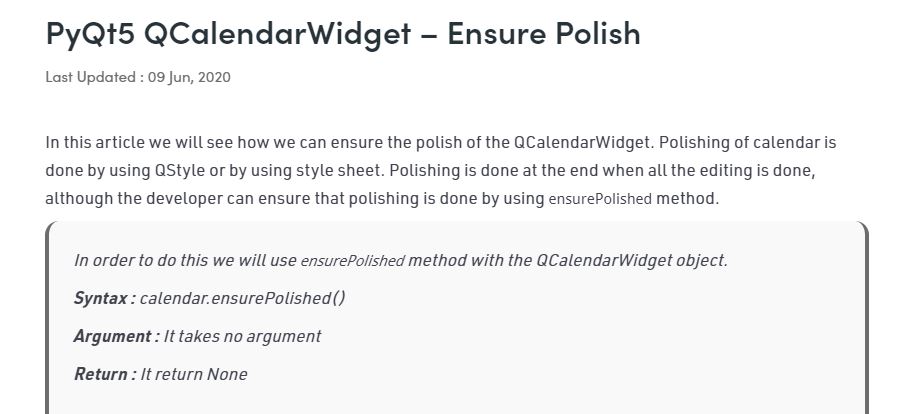 PyQt5 QCalendarWidget – Ensure Polish
Last Updated : 09 Jun, 2020
In this article we will see how we can ensure the polish of the QCalendarWidget. Polishing of calendar is
done by using QStyle or by using style sheet. Polishing is done at the end when all the editing is done,
although the developer can ensure that polishing is done by using ensurePolished method.
In order to do this we will use ensurePolished method with the QCalendarWidget object.
Syntax : calendar.ensurePolished()
Argument : It takes no argument
Return : It return None